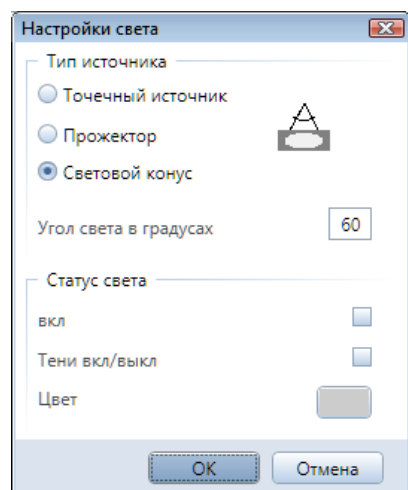 Настройки света
Тип источника
Точечный источник
Прожектор
Световой конус
Угол света в градусах 60
Статус света
вкл
Тени вкл/выкл
Цвет
OK Отмена